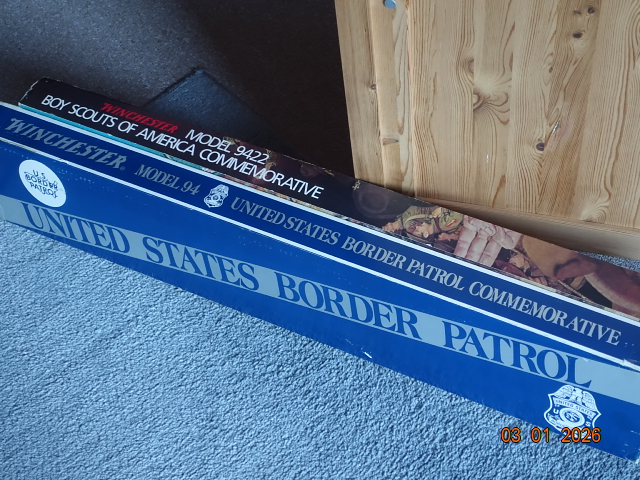 WINCHESTER MODEL 9422
BOY SCOUTS OF AMERICA COMMEMORATIVE
WINCHESTER® MODEL 94 UNITED STATES BORDER PATROL COMMEMORATIVE
U.S.
BORDER
PATROL
UNITED STATES BORDER PATROL
03 01 2026